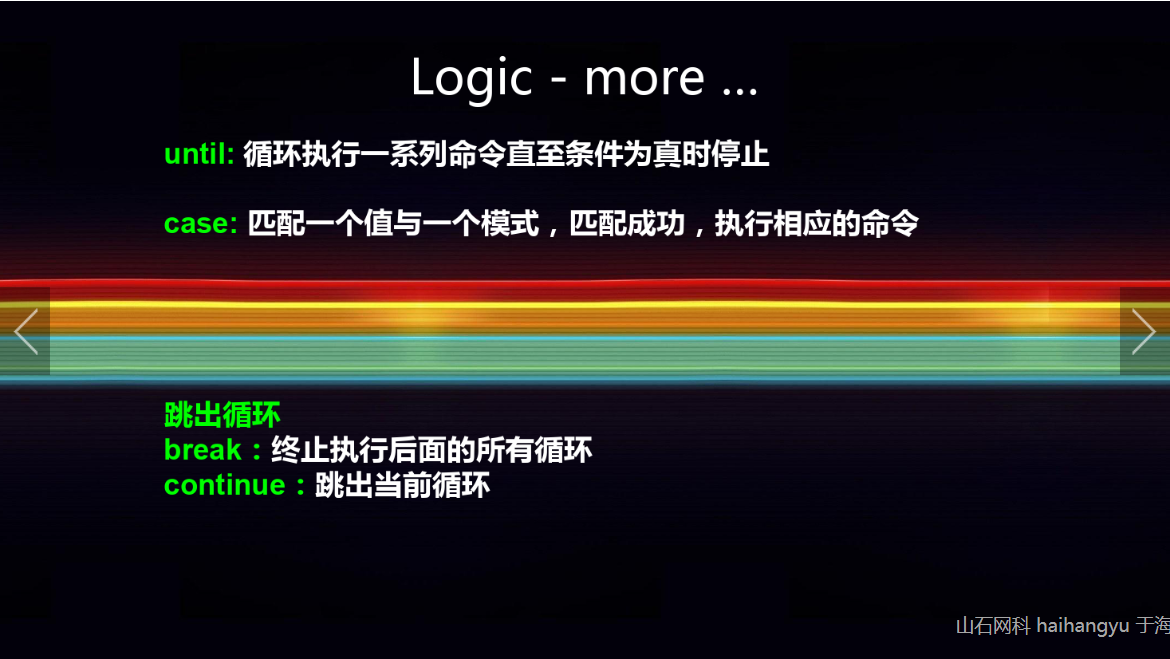 Logic - more ...
until: 循环执行一系列命令直至条件为真时停止
case: 匹配一个值与一个模式，匹配成功，执行相应的命令
跳出循环
break：终止执行后面的所有循环
continue：跳出当前循环
山石网科 haihangyu 于海